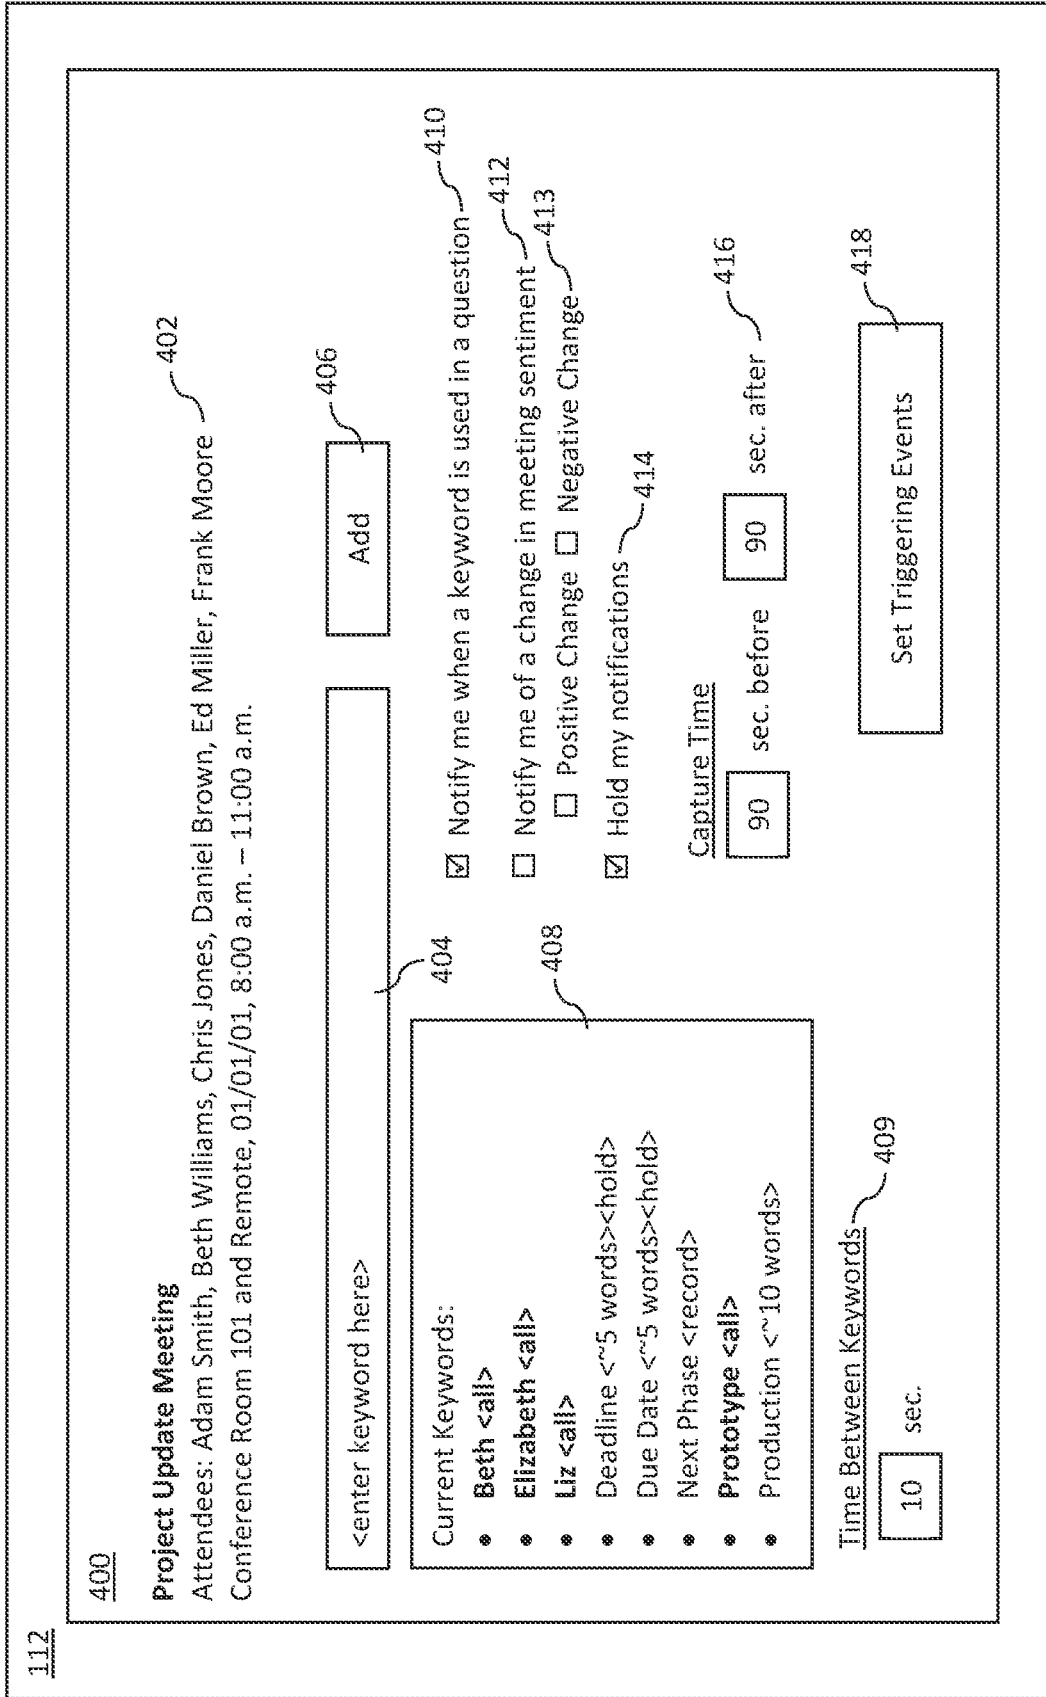 112
400
Project Update Meeting
Attendees: Adam Smith, Beth Williams, Chris Jones, Daniel Brown, Ed Miller, Frank Moore
402
Conference Room 101 and Remote, 01/01/01, 8:00 a.m. – 11:00 a.m.
<enter keyword here>
404
Add
406
Current Keywords:
• Beth <all>
• Elizabeth <all>
• Liz <all>
• Deadline <~5 words><hold>
• Due Date <~5 words><hold>
• Next Phase <record>
• Prototype <all>
• Production <~10 words>
408
Time Between Keywords
409
10 sec.
☑ Notify me when a keyword is used in a question
410
☐ Notify me of a change in meeting sentiment
412
☐ Positive Change ☐ Negative Change
413
☑ Hold my notifications
414
Capture Time
90 sec. before 90 sec. after
416
Set Triggering Events
418